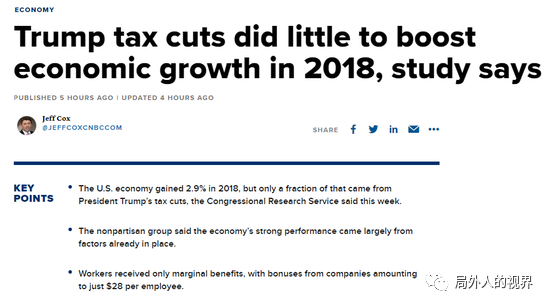 ECONOMY
Trump tax cuts did little to boost
economic growth in 2018, study says
PUBLISHED 5 HOURS AGO | UPDATED 4 HOURS AGO
Jeff Cox
@JEFFCOXCNBCCOM
SHARE
KEY
POINTS
• The U.S. economy gained 2.9% in 2018, but only a fraction of that came from
President Trump's tax cuts, the Congressional Research Service said this week.
• The nonpartisan group said the economy's strong performance came largely from
factors already in place.
• Workers received only marginal benefits, with bonuses from companies amounting
to just $28 per employee.
局外人的视界